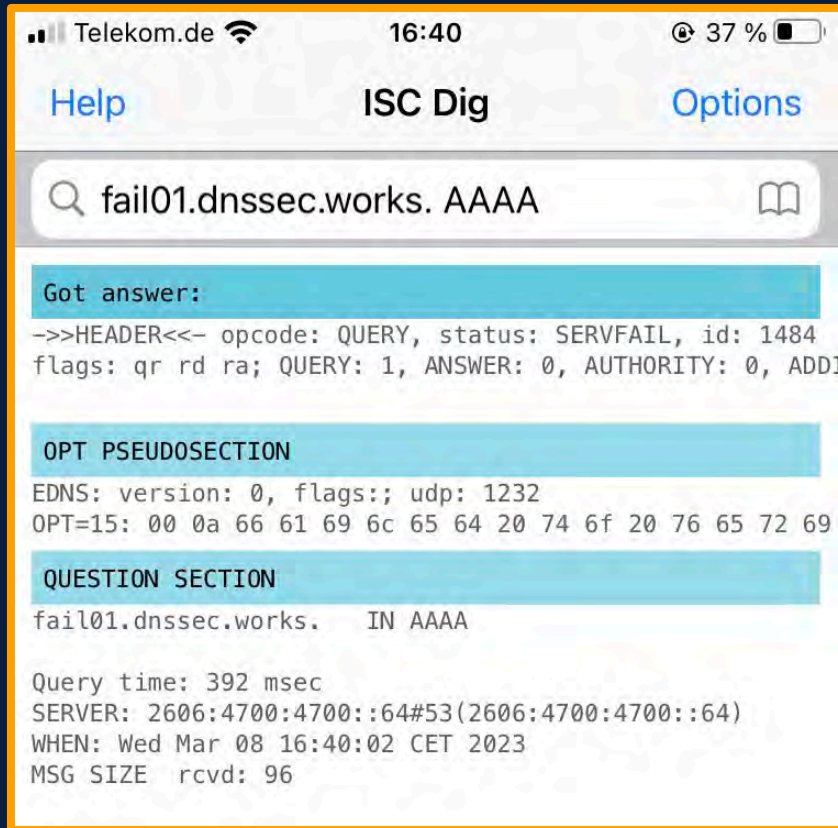 Telekom.de 16:40 37 %
Help ISC Dig Options
fail01.dnssec.works. AAAA
Got answer:
->>HEADER<<- opcode: QUERY, status: SERVFAIL, id: 1484
flags: qr rd ra; QUERY: 1, ANSWER: 0, AUTHORITY: 0, ADDI
OPT PSEUDOSECTION
EDNS: version: 0, flags:; udp: 1232
OPT=15: 00 0a 66 61 69 6c 65 64 20 74 6f 20 76 65 72 69
QUESTION SECTION
fail01.dnssec.works. IN AAAA
Query time: 392 msec
SERVER: 2606:4700:4700::64#53(2606:4700:4700::64)
WHEN: Wed Mar 08 16:40:02 CET 2023
MSG SIZE rcvd: 96